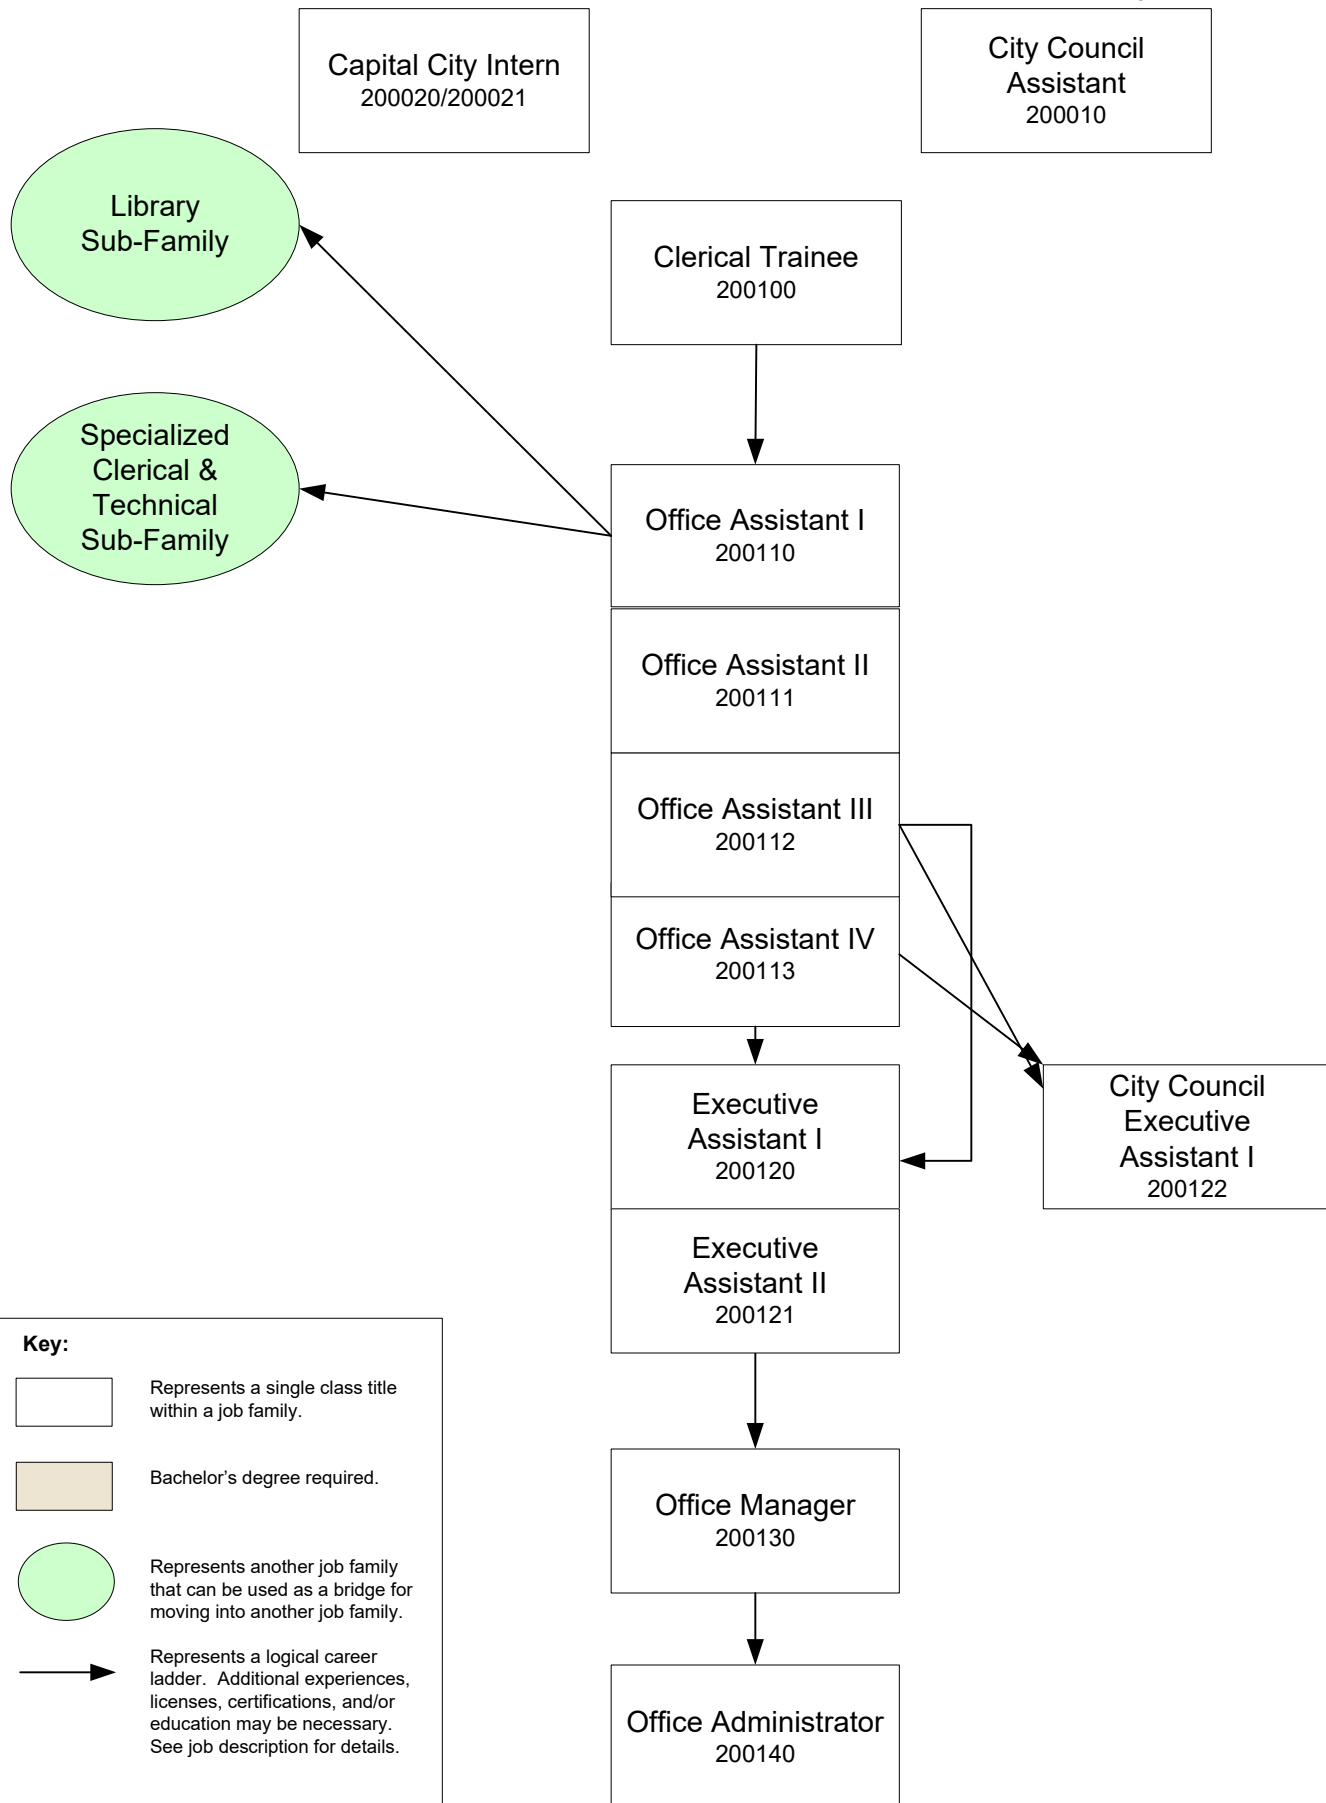 Capital City Intern
200020/200021
City Council
Assistant
200010
Library
Sub-Family
Clerical Trainee
200100
Specialized
Clerical &
Technical
Sub-Family
Office Assistant I
200110
Office Assistant II
200111
Office Assistant III
200112
Office Assistant IV
200113
Executive
Assistant I
200120
City Council
Executive
Assistant I
200122
Executive
Assistant II
200121
Key:
Represents a single class title
within a job family.
Bachelor’s degree required.
Represents another job family
that can be used as a bridge for
moving into another job family.
Represents a logical career
ladder.  Additional experiences,
licenses, certifications, and/or
education may be necessary.
See job description for details.
Office Manager
200130
Office Administrator
200140